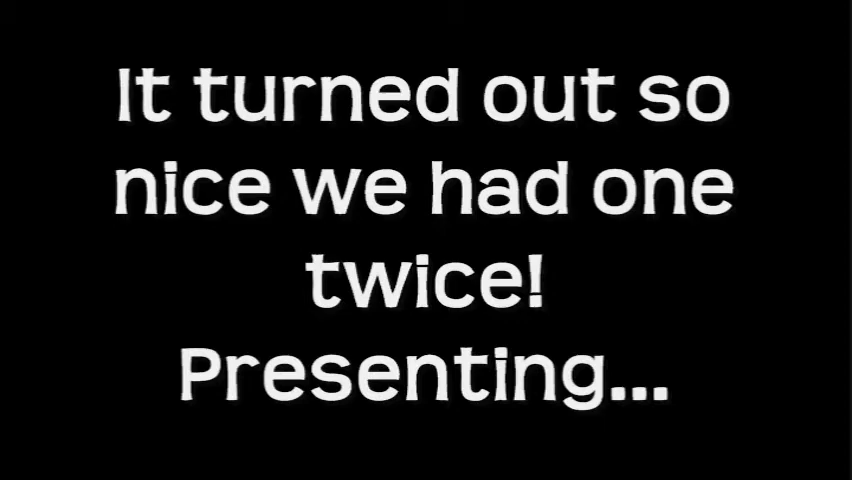 It turned out so
nice we had one
twice!
Presenting...